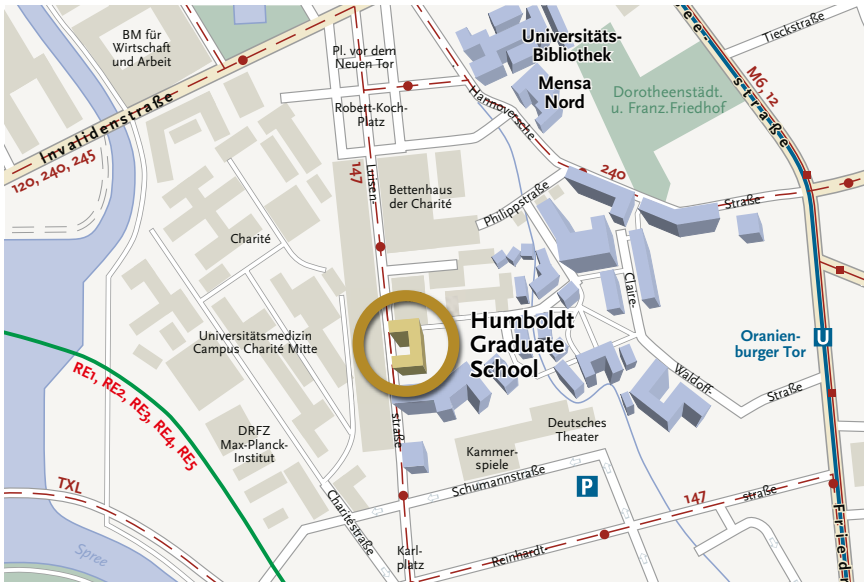 BM für
Wirtschaft
und Arbeit
Pl. vor dem
Neuen Tor
Universitäts-
Bibliothek
Mensa
Nord
Tieckstraße
M6, 12
ee-
straße
Dorotheenstädt.
u. Franz.Friedhof
Invalidenstraße
120, 240, 245
Robert-Koch-
Platz
Hannoversche
240
Straße
147
Luisen-
Bettenhaus
der Charité
Philippstraße
Charité
Claire-
Universitätsmedizin
Campus Charité Mitte
Humboldt
Graduate
School
Oranien-
burger Tor
U
Waldoff-
Straße
RE1, RE2, RE3, RE4, RE5
DRFZ
Max-Planck-
Institut
straße
Deutsches
Theater
Kammer-
spiele
Schumannstraße
P
TXL
Charitéstraße
147
straße
Reinhardt-
Karl-
platz
Spree
Fried